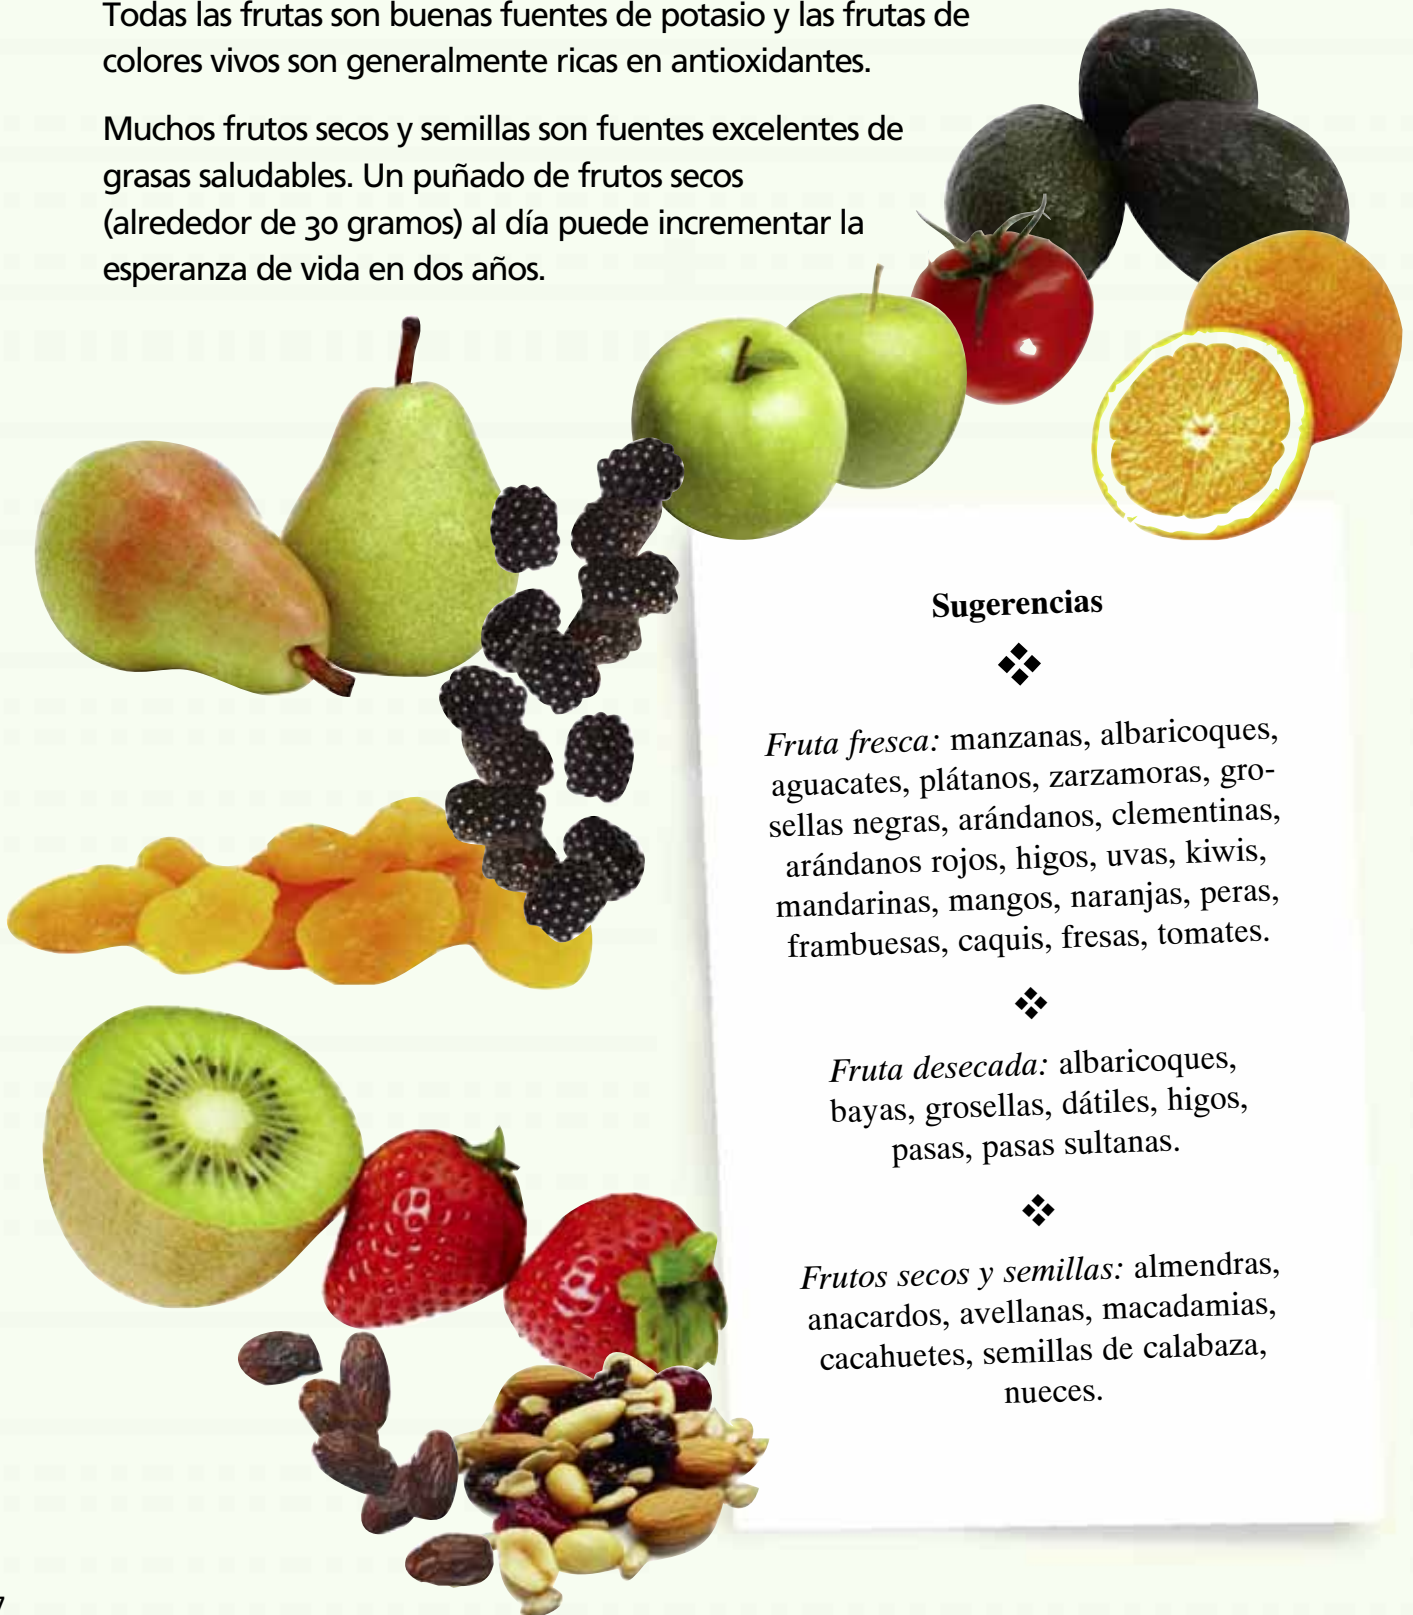 Todas las frutas son buenas fuentes de potasio y las frutas de
colores vivos son generalmente ricas en antioxidantes.
Muchos frutos secos y semillas son fuentes excelentes de
grasas saludables. Un puñado de frutos secos
(alrededor de 30 gramos) al día puede incrementar la
esperanza de vida en dos años.
Sugerencias
Fruta fresca: manzanas, albaricoques,
aguacates, plátanos, zarzamoras, gro-
sellas negras, arándanos, clementinas,
arándanos rojos, higos, uvas, kiwis,
mandarinas, mangos, naranjas, peras,
frambuesas, caquis, fresas, tomates.
Fruta desecada: albaricoques,
bayas, grosellas, dátiles, higos,
pasas, pasas sultanas.
Frutos secos y semillas: almendras,
anacardos, avellanas, macadamias,
cacahuetes, semillas de calabaza,
nueces.